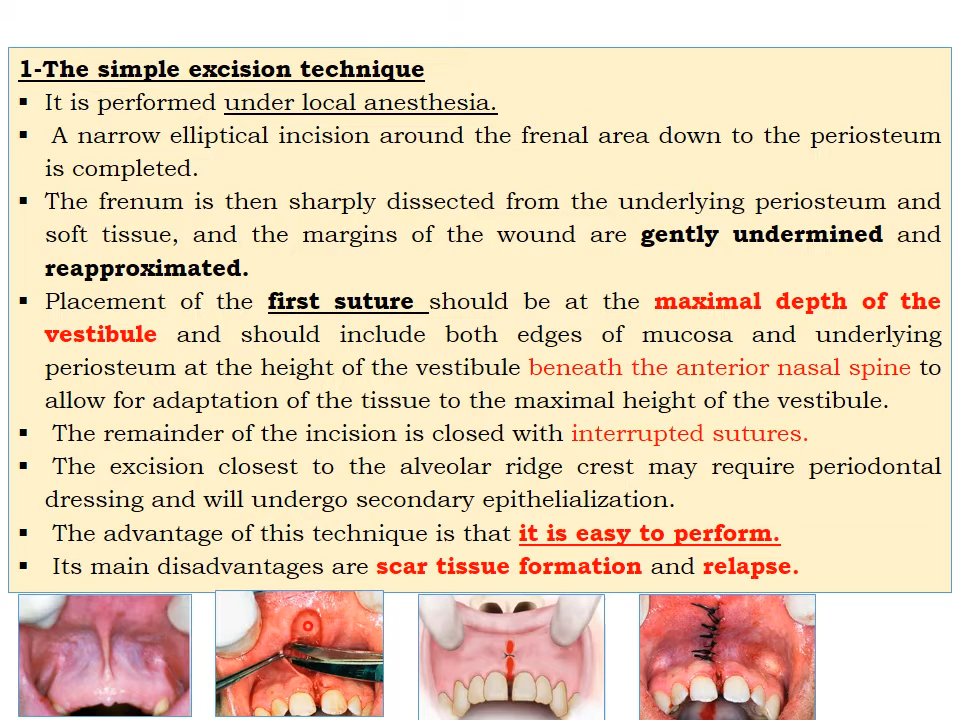 1-The simple excision technique
▪ It is performed under local anesthesia.
▪ A narrow elliptical incision around the frenal area down to the periosteum
is completed.
▪ The frenum is then sharply dissected from the underlying periosteum and
soft tissue, and the margins of the wound are gently undermined and
reapproximated.
▪ Placement of the first suture should be at the maximal depth of the
vestibule and should include both edges of mucosa and underlying
periosteum at the height of the vestibule beneath the anterior nasal spine to
allow for adaptation of the tissue to the maximal height of the vestibule.
▪ The remainder of the incision is closed with interrupted sutures.
▪ The excision closest to the alveolar ridge crest may require periodontal
dressing and will undergo secondary epithelialization.
▪ The advantage of this technique is that it is easy to perform.
▪ Its main disadvantages are scar tissue formation and relapse.